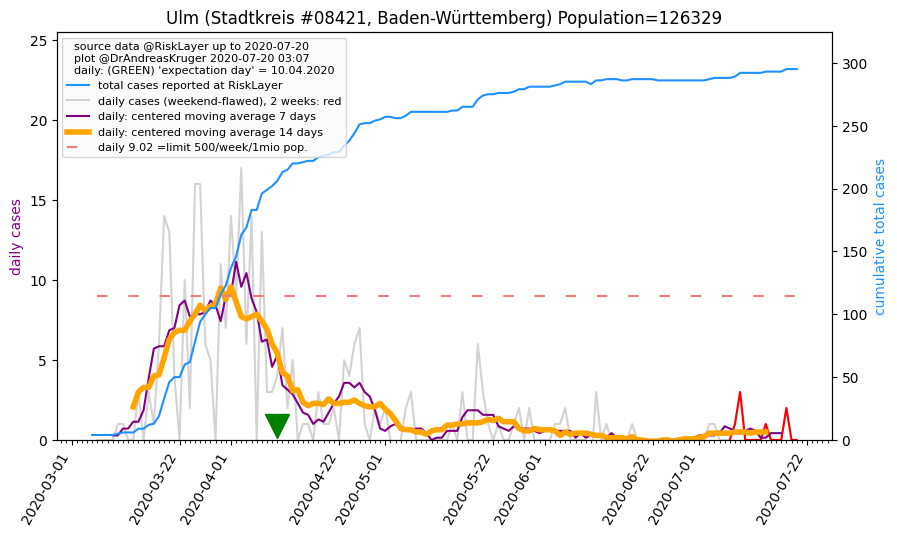 Ulm (Stadtkreis #08421, Baden-Württemberg) Population=126329
source data @RiskLayer up to 2020-07-20
plot @DrAndreasKruger 2020-07-20 03:07
daily: (GREEN) 'expectation day' = 10.04.2020
total cases reported at RiskLayer
daily cases (weekend-flawed), 2 weeks: red
daily: centered moving average 7 days
daily: centered moving average 14 days
daily 9.02 =limit 500/week/1mio pop.
daily cases
25
20
15
10
5
0
cumulative total cases
300
250
200
150
100
50
0
2020-03-01
2020-03-22
2020-04-01
2020-04-22
2020-05-01
2020-05-22
2020-06-01
2020-06-22
2020-07-01
2020-07-22